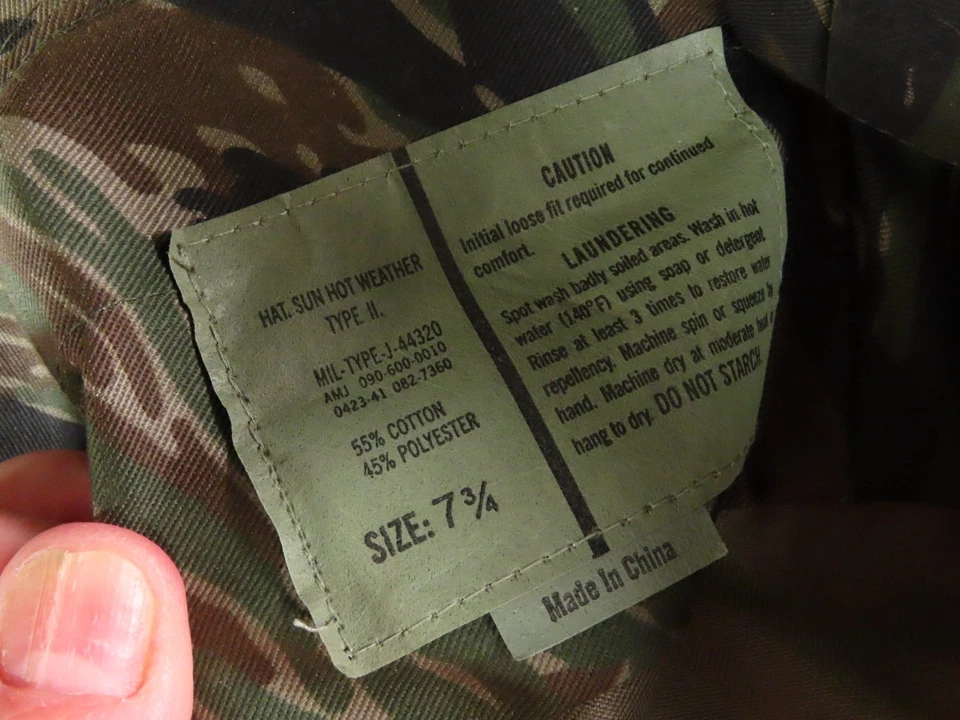 HAT. SUN HOT WEATHER
TYPE II.
MIL-TYPE-J-44320
AMJ 090-600-0010
0423-41 082-7360
55% COTTON
45% POLYESTER
SIZE: 7 3/4
CAUTION
Initial loose fit required for continued
comfort.
LAUNDERING
Spot wash badly soiled areas. Wash in hot
water (140°F) using soap or detergent
Rinse at least 3 times to restore water
repellency. Machine spin or squeeze by
hand. Machine dry at moderate heat
hang to dry. DO NOT STARCH
Made In China